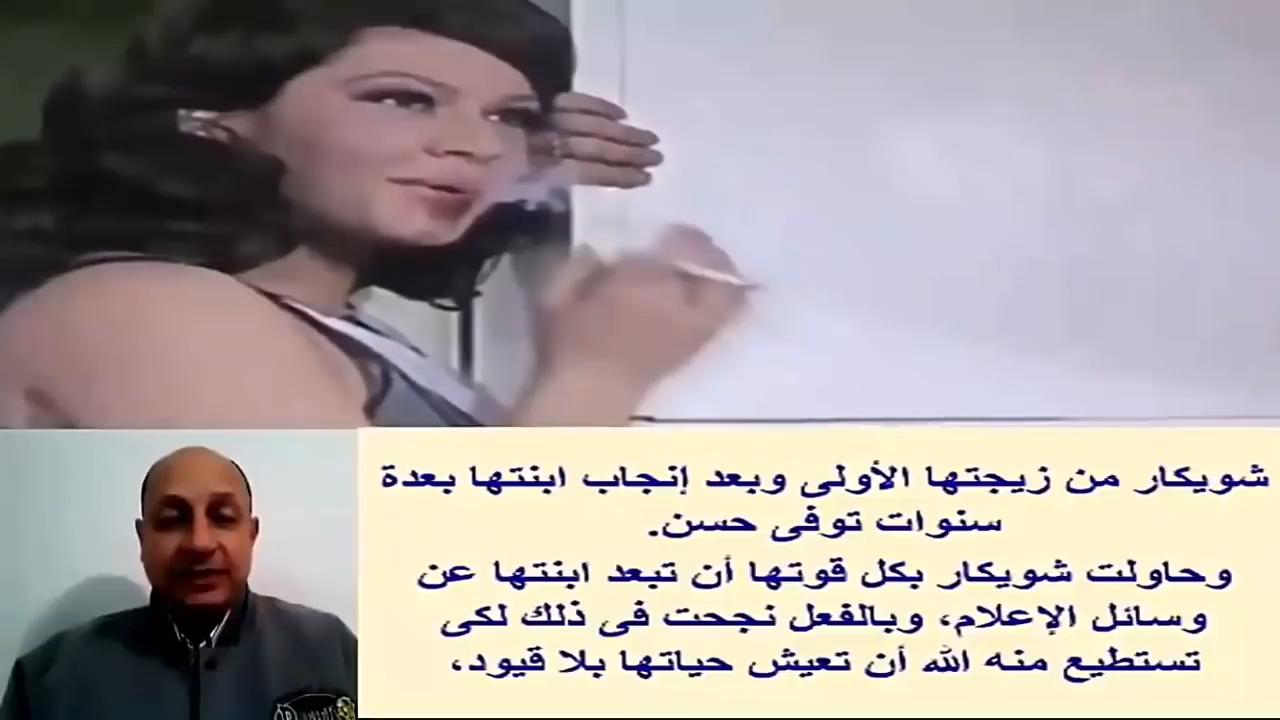 شويكار من زيجتها الأولى وبعد إنجاب ابنتها بعدة
سنوات توفى حسن.
وحاولت شويكار بكل قوتها أن تبعد ابنتها عن
وسائل الإعلام، وبالفعل نجحت فى ذلك لكى
تستطيع منه الله أن تعيش حياتها بلا قيود،